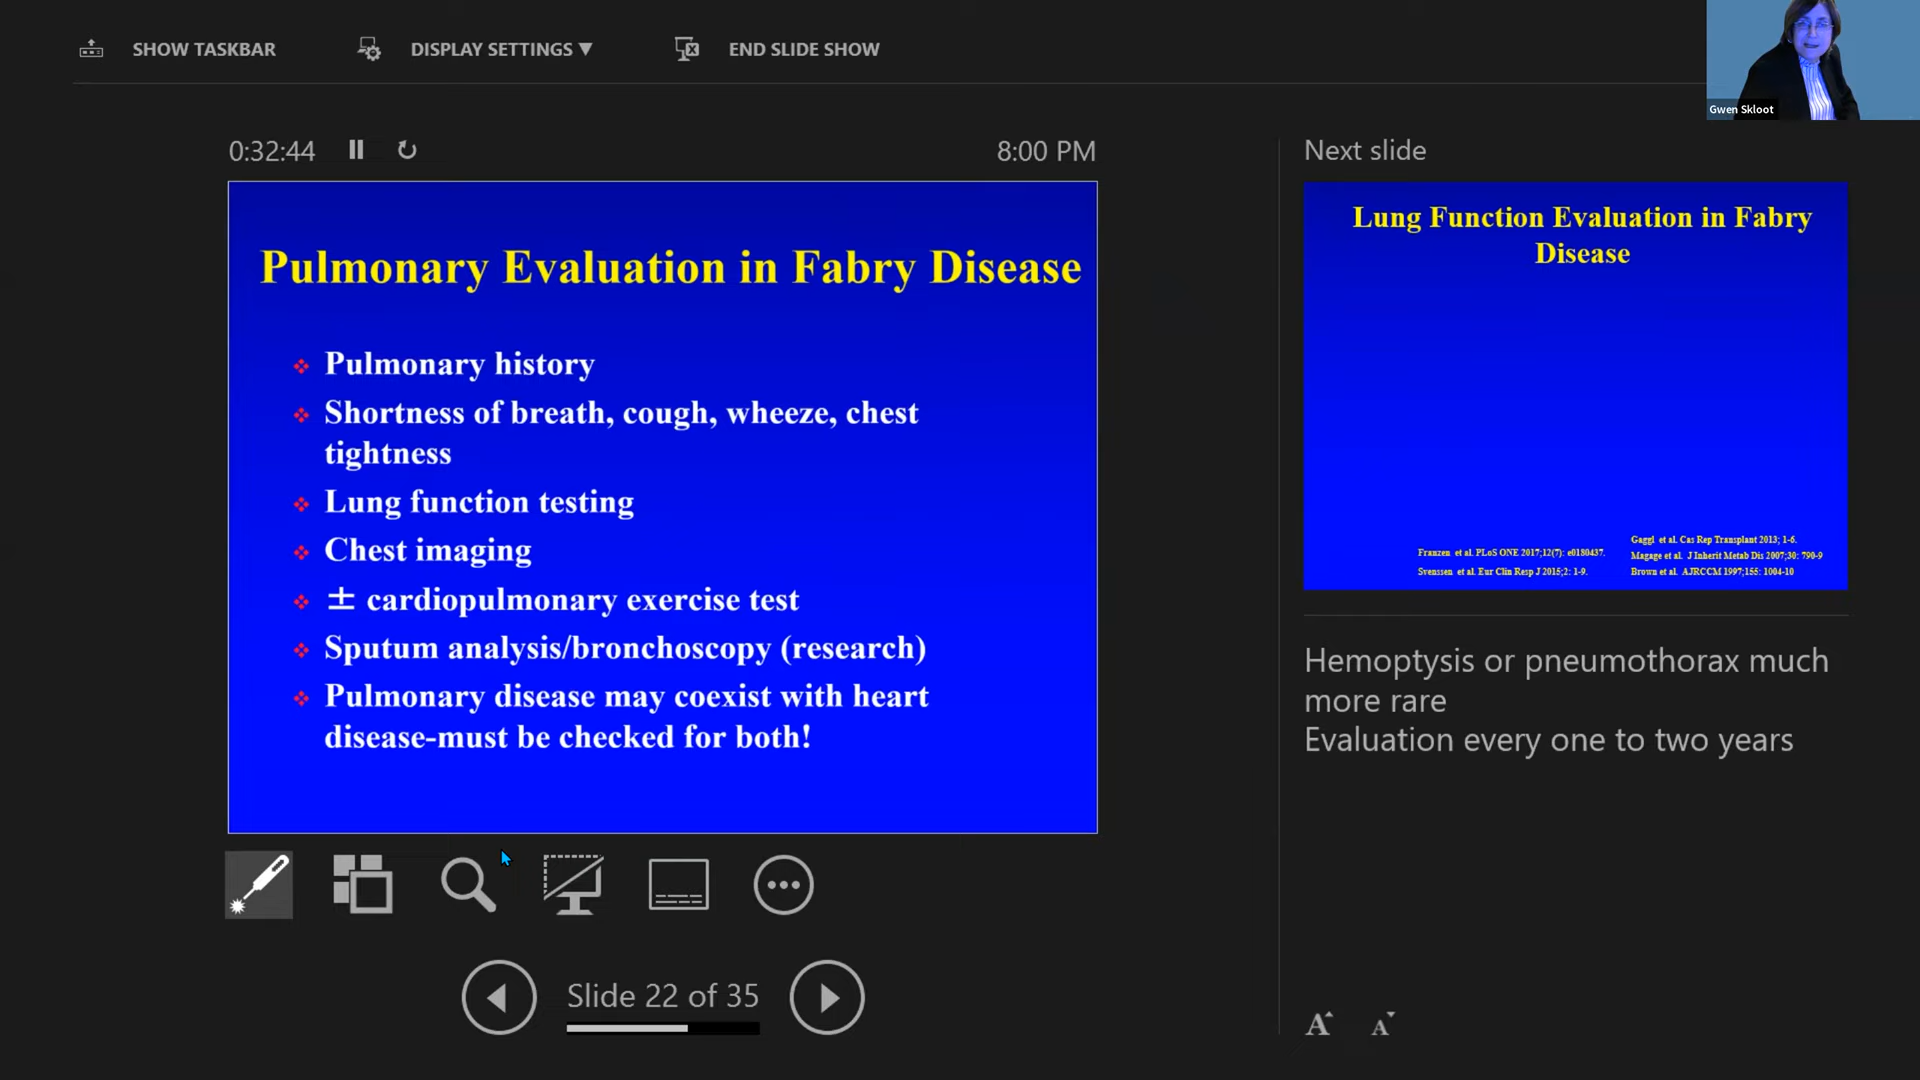 SHOW TASKBAR
DISPLAY SETTINGS ▼
END SLIDE SHOW
Gwen Skloot
0:32:44
8:00 PM
Next slide
Pulmonary Evaluation in Fabry Disease
Pulmonary history
Shortness of breath, cough, wheeze, chest
tightness
Lung function testing
Chest imaging
± cardiopulmonary exercise test
Sputum analysis/bronchoscopy (research)
Pulmonary disease may coexist with heart
disease-must be checked for both!
Slide 22 of 35
Lung Function Evaluation in Fabry
Disease
Franzen et al. PLoS ONE 2017;12(7): e0180437.
Svenssen et al. Eur Clin Resp J 2015;2: 1-9.
Gaggl et al. Cas Rep Transplant 2013; 1-6.
Magage et al. J Inherit Metab Dis 2007;30: 790-9
Brown et al. AJRCCM 1997;155: 1004-10
Hemoptysis or pneumothorax much
more rare
Evaluation every one to two years
A A